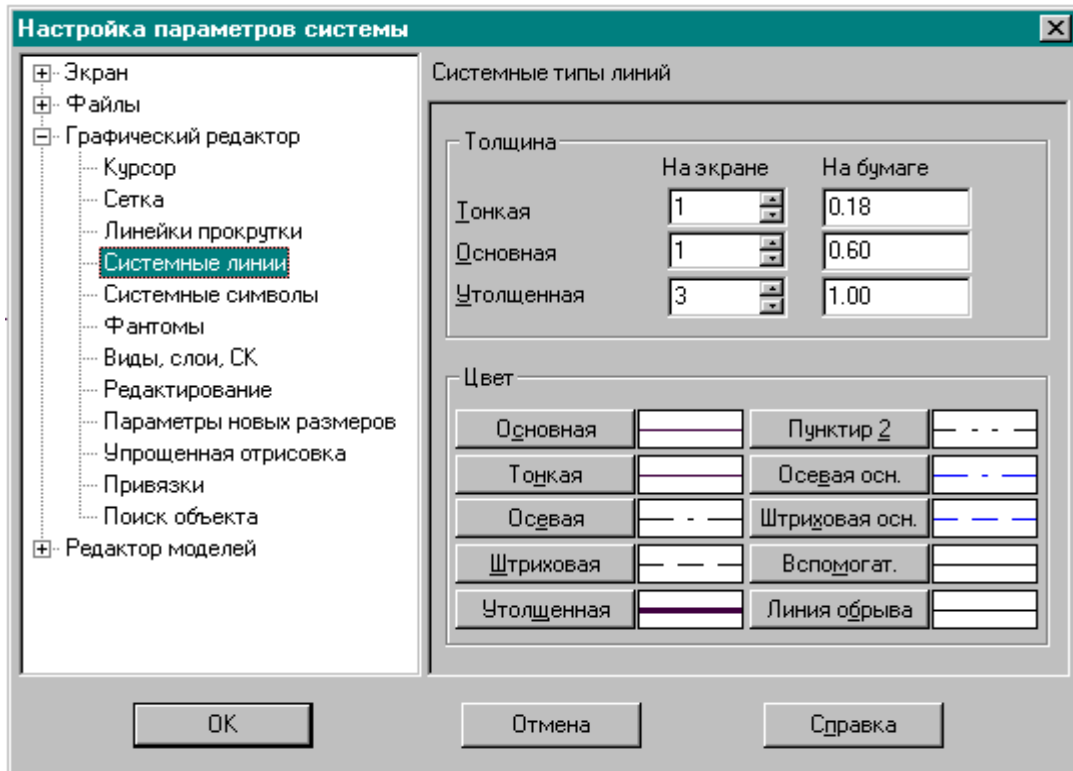 Настройка параметров системы
Экран
Файлы
Графический редактор
Курсор
Сетка
Линейки прокрутки
Системные линии
Системные символы
Фантомы
Виды, слои, СК
Редактирование
Параметры новых размеров
Упрощенная отрисовка
Привязки
Поиск объекта
Редактор моделей
Системные типы линий
Толщина
На экране На бумаге
Тонкая 1 0.18
Основная 1 0.60
Утолщенная 3 1.00
Цвет
Основная Пунктир 2
Тонкая Осевая осн.
Осевая Штриховая осн.
Штриховая Вспомогат.
Утолщенная Линия обрыва
OK Отмена Справка